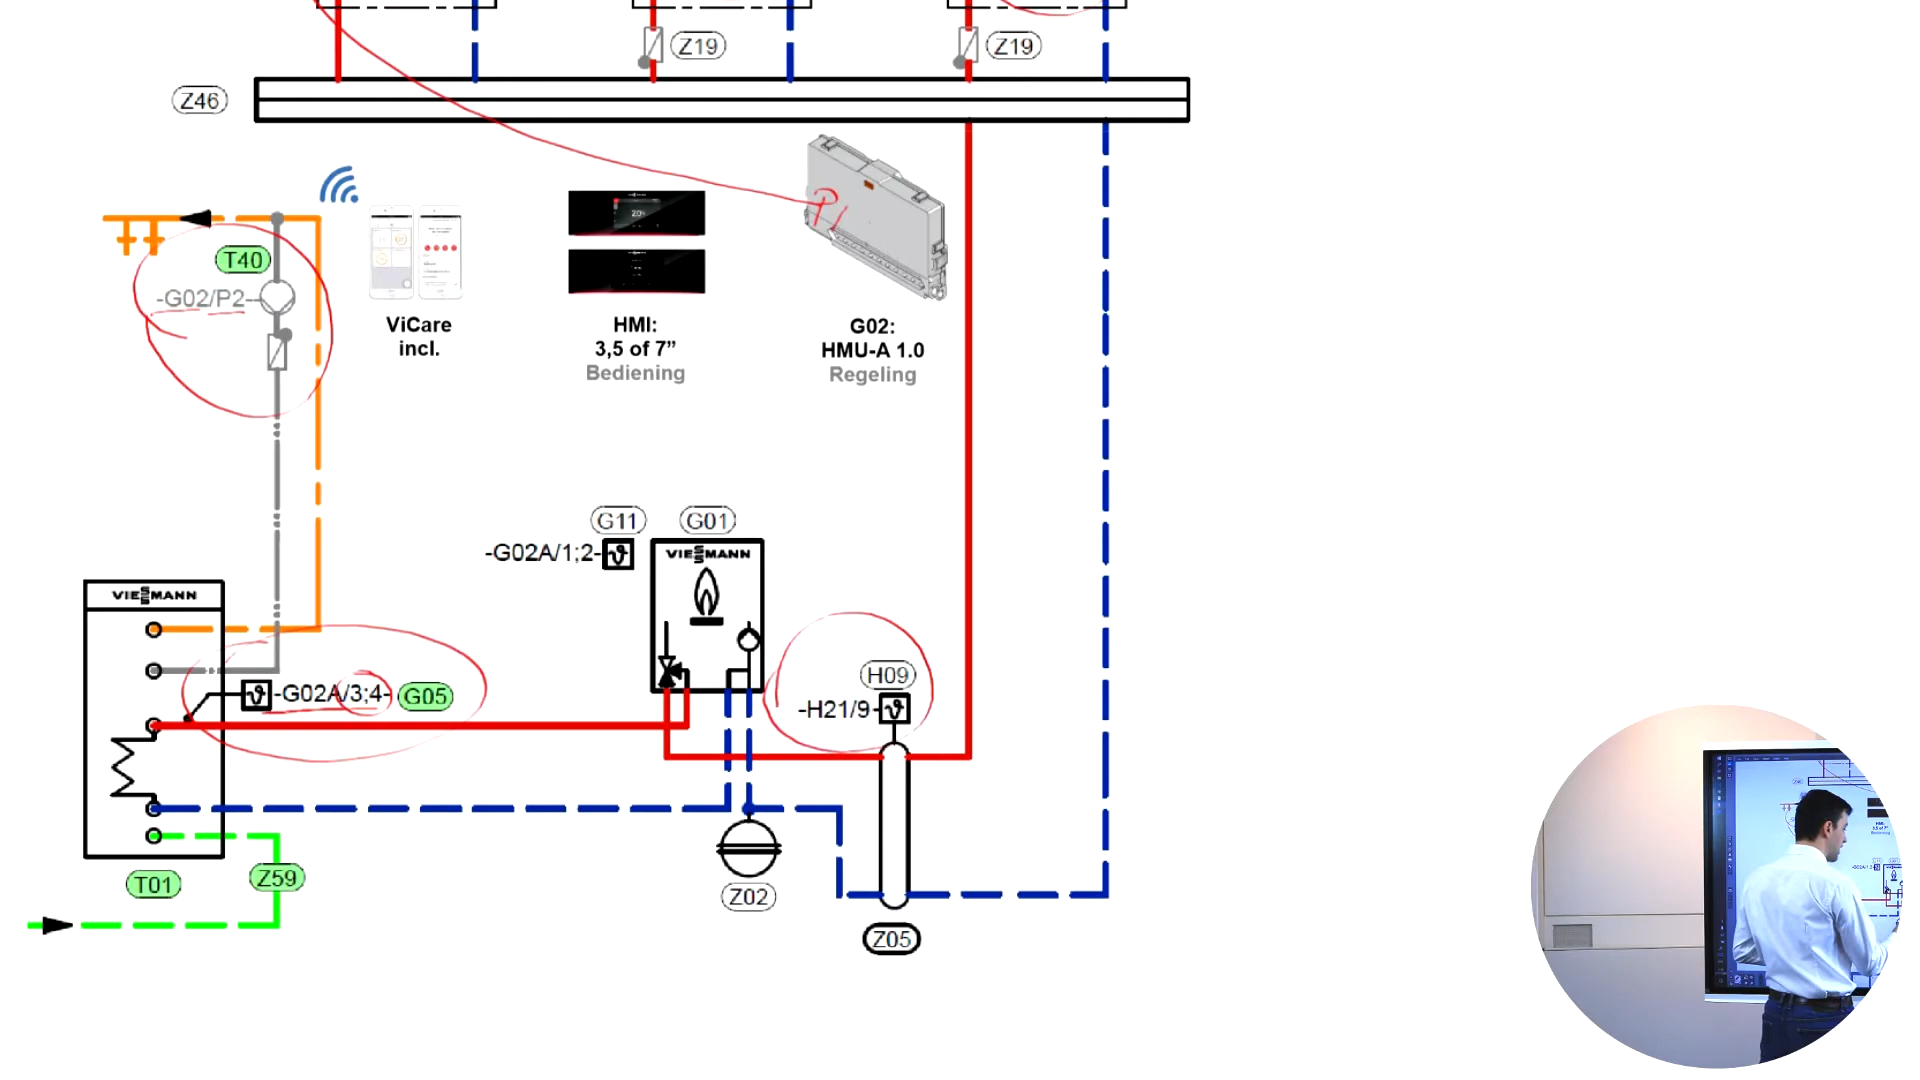 Z19
Z19
Z46
T40
-G02/P2-
P1
ViCare
incl.
HMI:
3,5 of 7”
Bediening
G02:
HMU-A 1.0
Regeling
G11
G01
-G02A/1;2-
VIESMANN
VIESMANN
-G02A/3;4-
G05
H09
-H21/9-
T01
Z59
Z02
Z05